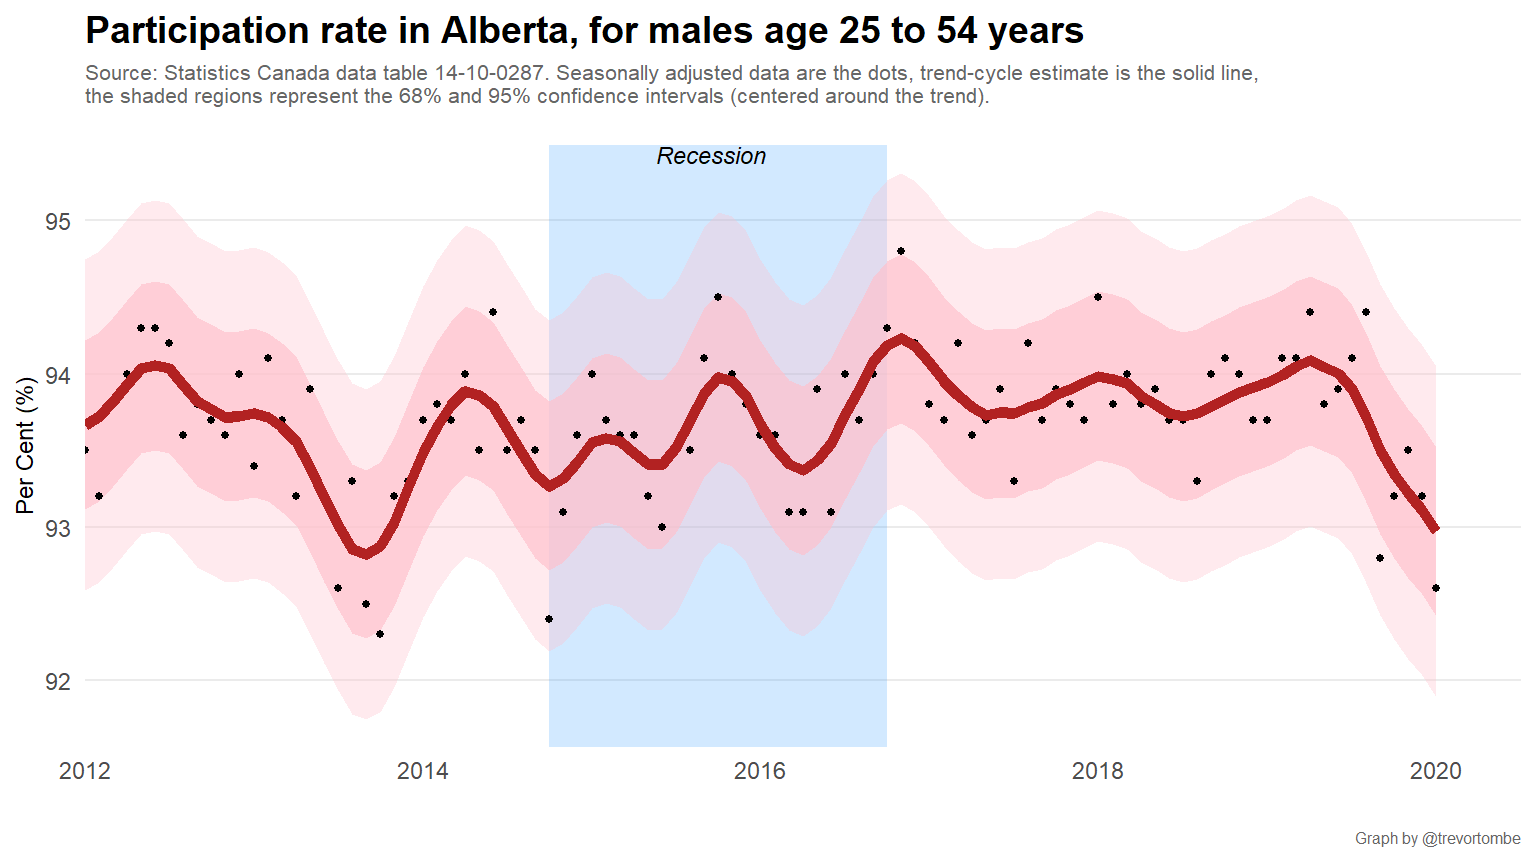 Participation rate in Alberta, for males age 25 to 54 years
Source: Statistics Canada data table 14-10-0287. Seasonally adjusted data are the dots, trend-cycle estimate is the solid line,
the shaded regions represent the 68% and 95% confidence intervals (centered around the trend).
Recession
95
94
93
92
Per Cent (%)
2012 2014 2016 2018 2020
Graph by @trevortombe